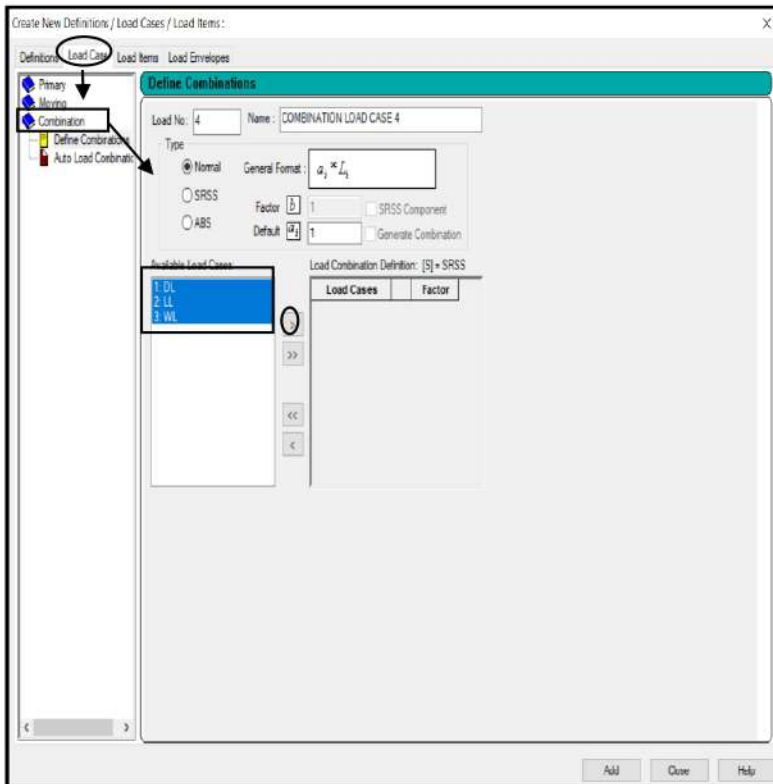 Create New Definitions / Load Cases / Load Items :
X
Definitions Load Case Load Items Load Envelopes
Primary
Moving
Combination
Define Combinations
Auto Load Combinatic
Define Combinations
Load No: 4 Name : COMBINATION LOAD CASE 4
Type
Normal General Format : a i * L i
SRSS Factor b 1 SRSS Component
ABS Default a i 1 Generate Combination
Available Load Cases: Load Combination Definition: [S] = SRSS
1: DL
2: LL
3: WL
Load Cases Factor
>
>>
<<
<
< >
Add Close Help